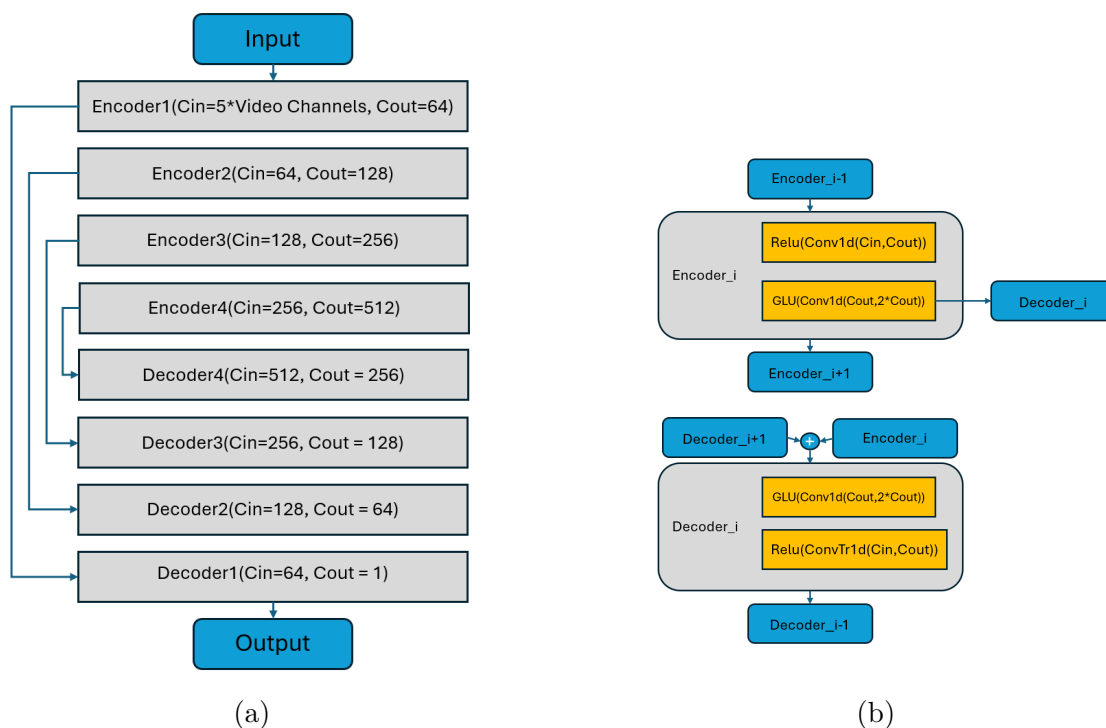 Input
Encoder1(Cin=5*Video Channels, Cout=64)
Encoder2(Cin=64, Cout=128)
Encoder3(Cin=128, Cout=256)
Encoder4(Cin=256, Cout=512)
Decoder4(Cin=512, Cout = 256)
Decoder3(Cin=256, Cout = 128)
Decoder2(Cin=128, Cout = 64)
Decoder1(Cin=64, Cout = 1)
Output
(a)
Encoder_i-1
Relu(Conv1d(Cin,Cout))
Encoder_i
GLU(Conv1d(Cout,2*Cout))
Decoder_i
Encoder_i+1
Decoder_i+1
+
Encoder_i
GLU(Conv1d(Cout,2*Cout))
Decoder_i
Relu(ConvTr1d(Cin,Cout))
Decoder_i-1
(b)